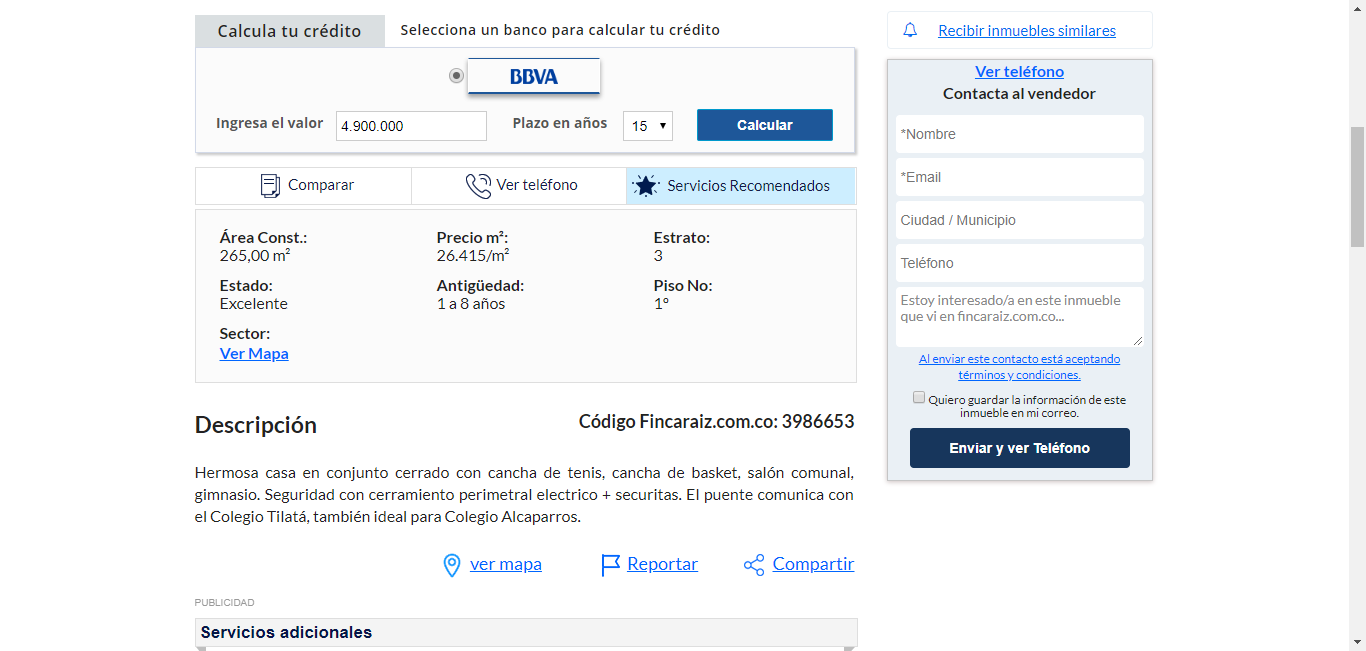 Calcula tu crédito
Selecciona un banco para calcular tu crédito
BBVA
Ingresa el valor
4.900.000
Plazo en años
15
Calcular
Comparar
Ver teléfono
Servicios Recomendados
Área Const.:
265,00 m²
Precio m²:
26.415/m²
Estrato:
3
Estado:
Excelente
Antigüedad:
1 a 8 años
Piso No:
1º
Sector:
Ver Mapa
Descripción
Código Fincaraiz.com.co: 3986653
Hermosa casa en conjunto cerrado con cancha de tenis, cancha de basket, salón comunal,
gimnasio. Seguridad con cerramiento perimetral electrico + securitas. El puente comunica con
el Colegio Tilatá, también ideal para Colegio Alcaparros.
ver mapa
Reportar
Compartir
PUBLICIDAD
Servicios adicionales
Recibir inmuebles similares
Ver teléfono
Contacta al vendedor
*Nombre
*Email
Ciudad / Municipio
Teléfono
Estoy interesado/a en este inmueble
que vi en fincaraiz.com.co...
Al enviar este contacto está aceptando
términos y condiciones.
Quiero guardar la información de este
inmueble en mi correo.
Enviar y ver Teléfono